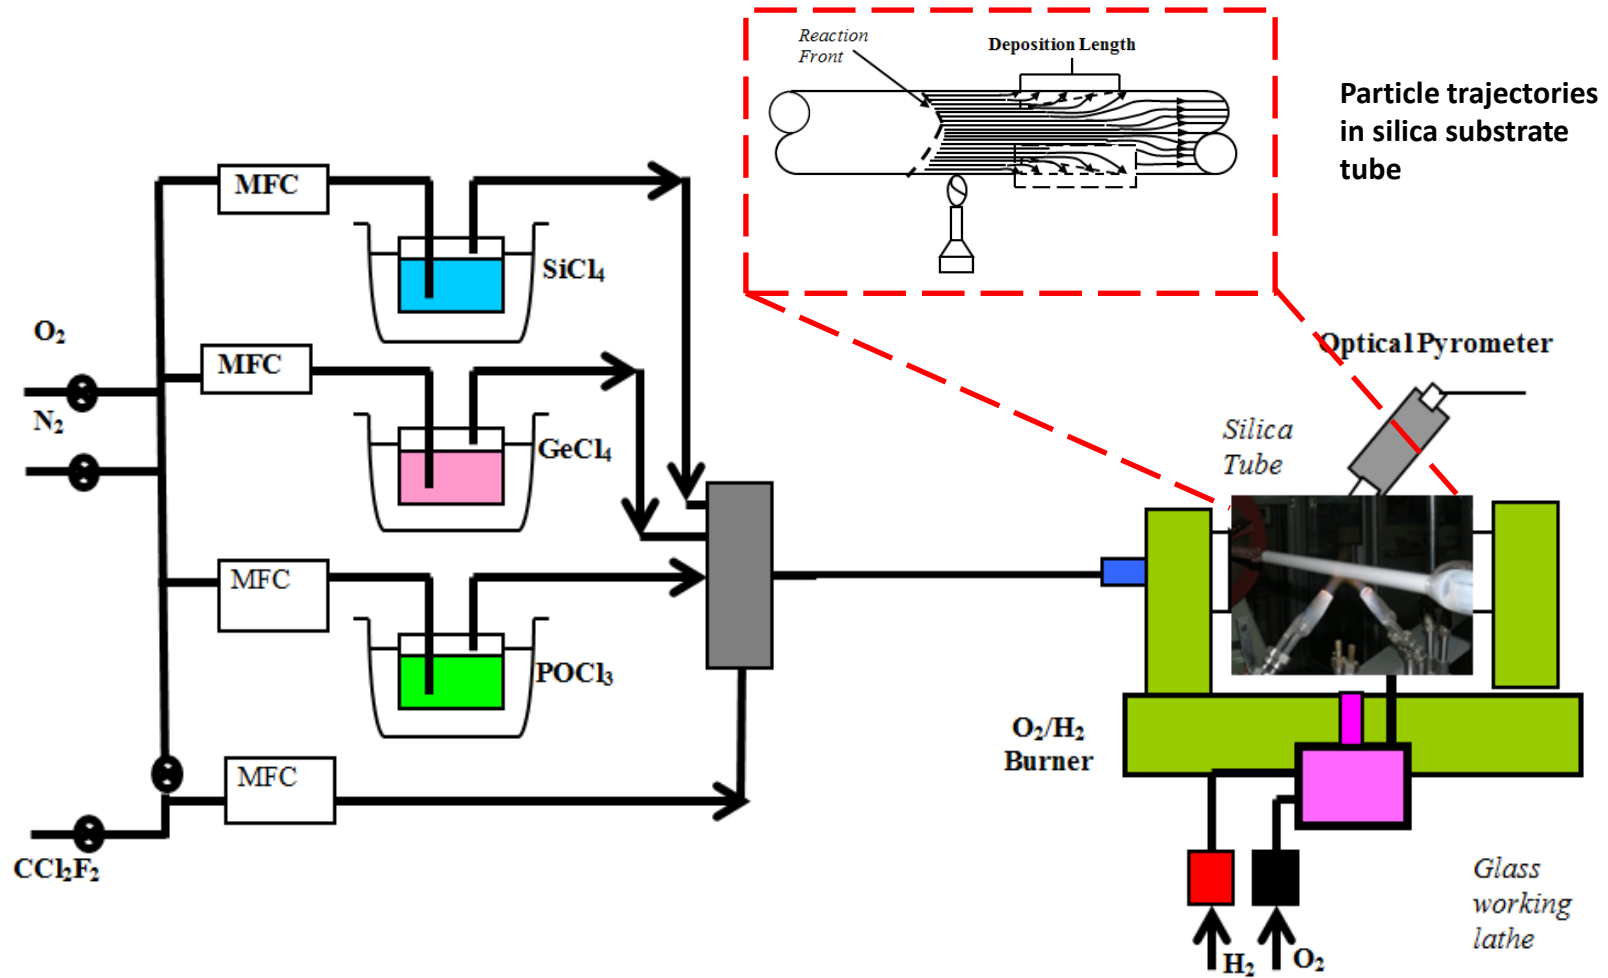 Reaction
Front
Deposition Length
Particle trajectories
in silica substrate
tube
MFC
SiCl₄
O₂
MFC
N₂
GeCl₄
Optical Pyrometer
Silica
Tube
MFC
POCl₃
O₂/H₂
Burner
MFC
CCl₂F₂
Glass
working
lathe
H₂
O₂